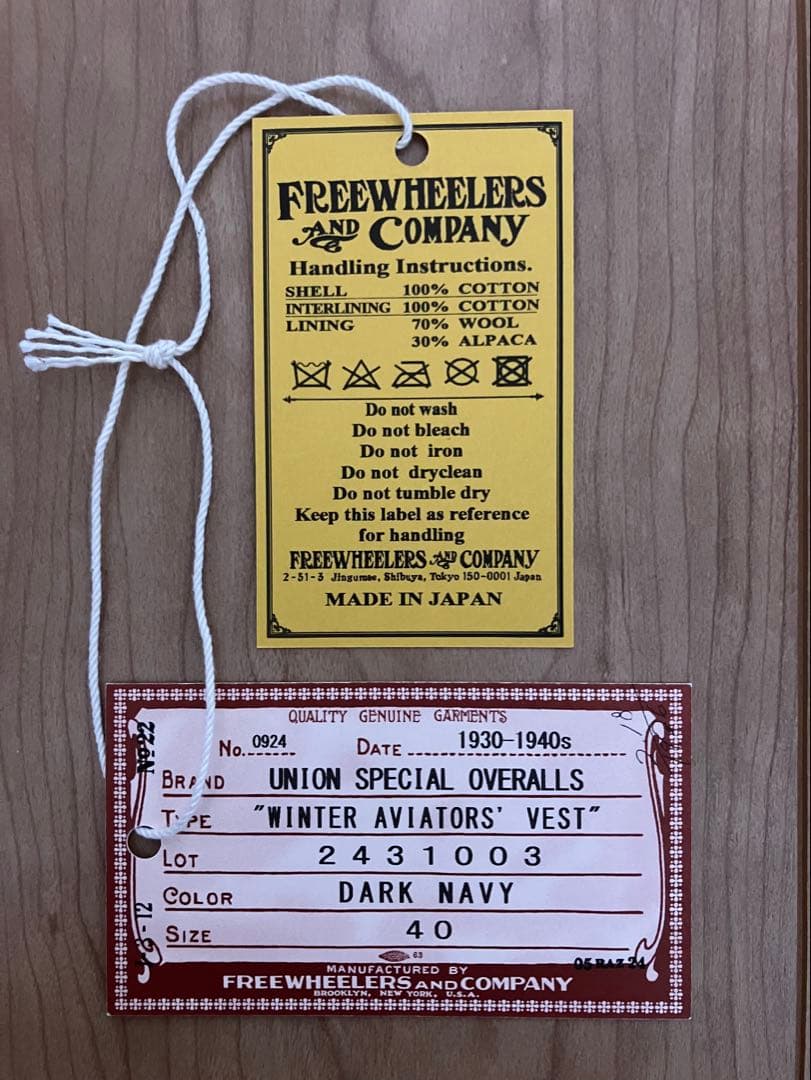 FREEWHEELERS
AND COMPANY
Handling Instructions.
SHELL 100% COTTON
INTERLINING 100% COTTON
LINING 70% WOOL
30% ALPACA
Do not wash
Do not bleach
Do not iron
Do not dryclean
Do not tumble dry
Keep this label as reference
for handling
FREEWHEELERS AND COMPANY
2-51-3 Jingumae, Shibuya, Tokyo 150-0001 Japan
MADE IN JAPAN
QUALITY GENUINE GARMENTS
No. 0924 DATE 1930-1940s
BRAND UNION SPECIAL OVERALLS
TYPE "WINTER AVIATORS' VEST"
LOT 2431003
COLOR DARK NAVY
SIZE 40
63
MANUFACTURED BY
FREEWHEELERS AND COMPANY
BROOKLYN, NEW YORK, U.S.A.
No 22